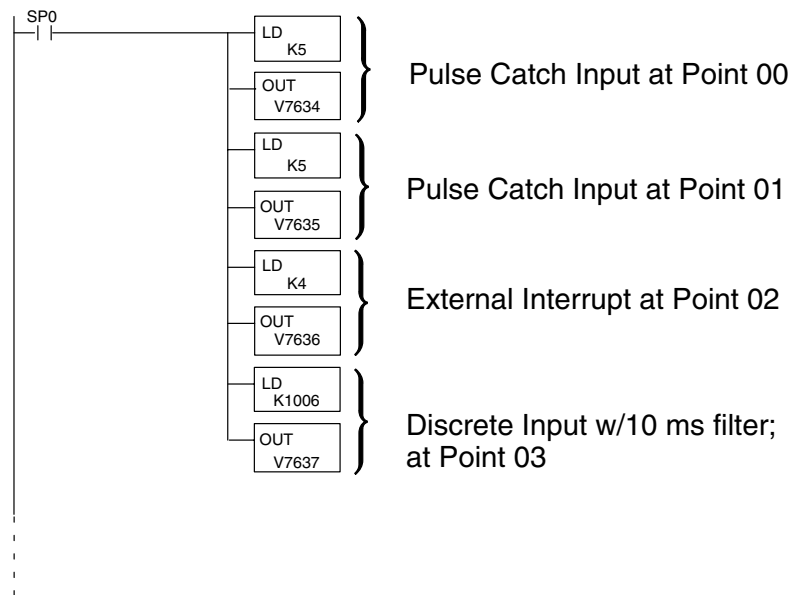 SP0
LD
K5
OUT
V7634
Pulse Catch Input at Point 00
LD
K5
OUT
V7635
Pulse Catch Input at Point 01
LD
K4
OUT
V7636
External Interrupt at Point 02
LD
K1006
OUT
V7637
Discrete Input w/10 ms filter;
at Point 03